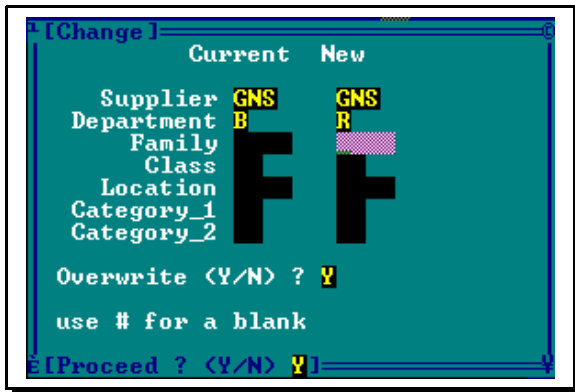 [Change]
Current New
Supplier GNS GNS
Department B R
Family
Class
Location
Category_1
Category_2
Overwrite (Y/N) ? Y
use # for a blank
[Proceed ? (Y/N) Y]